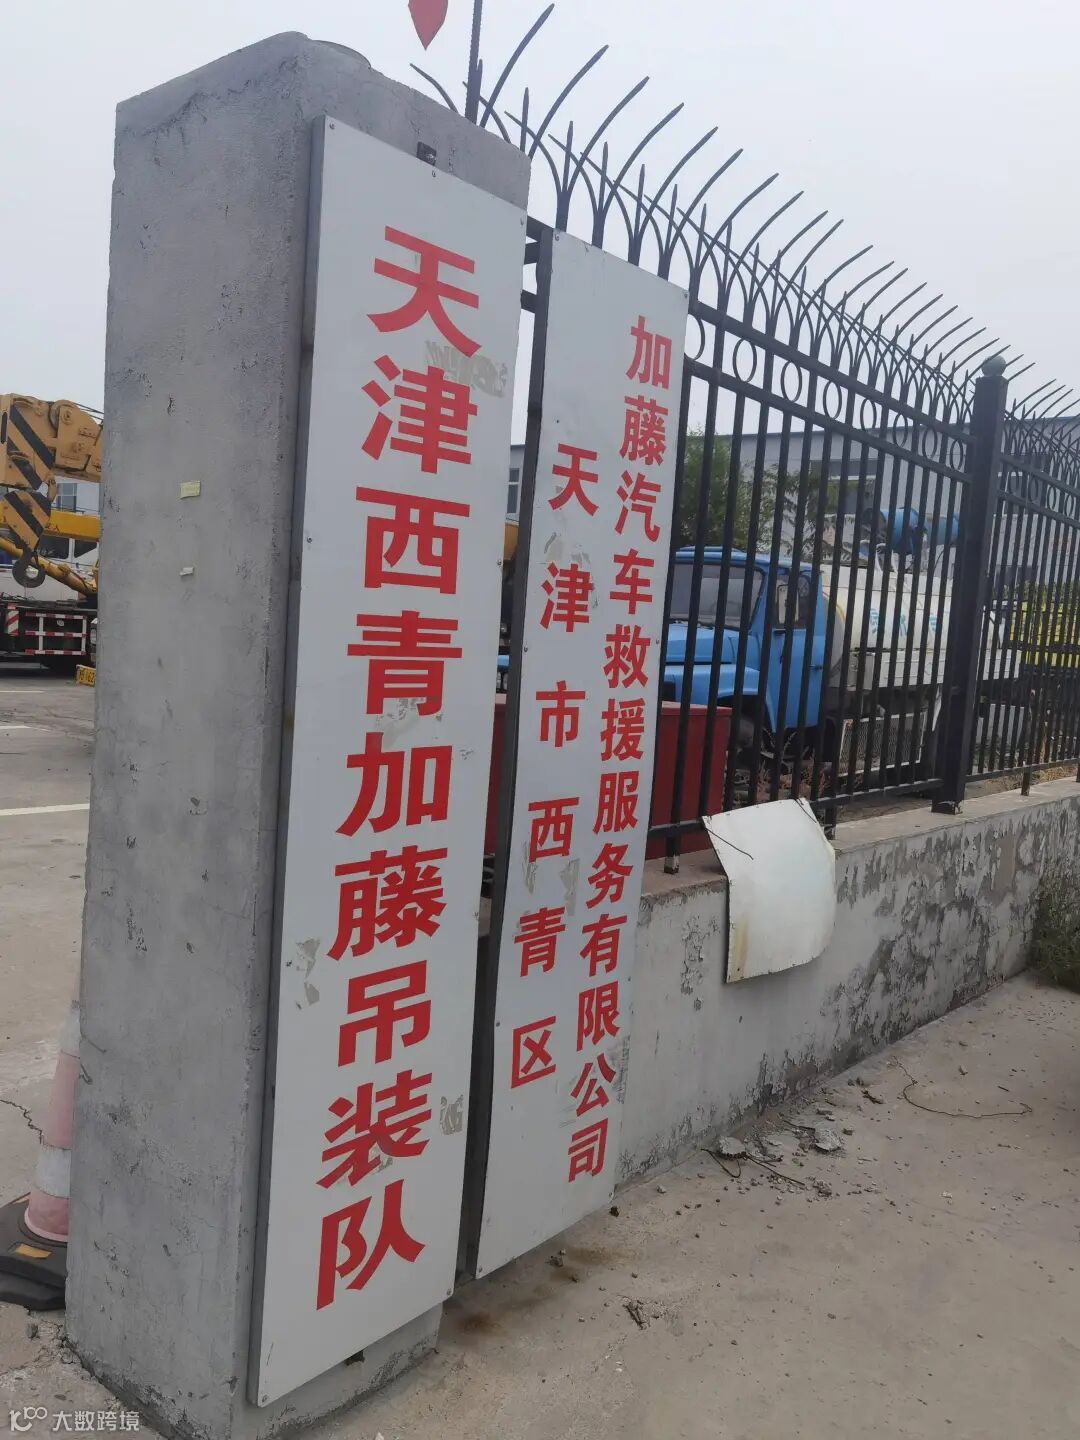 天津西青加藤吊装队
天津市西青区
加藤汽车救援服务有限公司
大数跨境